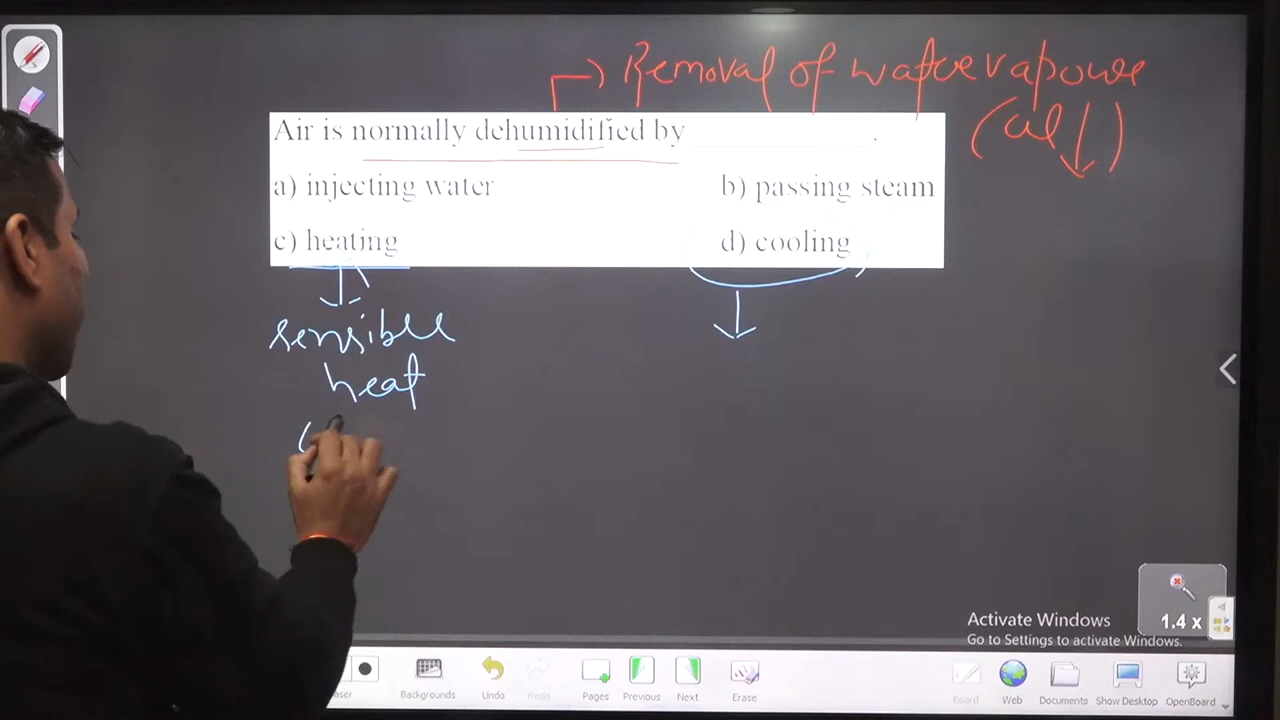 Removal of water vapour
(ω↓)
Air is normally dehumidified by ____________.
a) injecting water
b) passing steam
c) heating
d) cooling
sensible
heat
(
Activate Windows
Go to Settings to activate Windows.
1.4 x
Backgrounds
Undo
Redo
Pages
Previous
Next
Erase
Board
Web
Documents
Show Desktop
OpenBoard